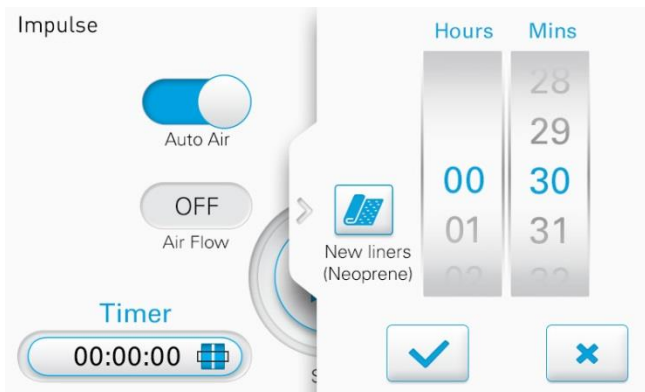 Impulse
Auto Air
OFF
Air Flow
Timer
00:00:00
Hours Mins
28
29
00 30
01 31
New liners
(Neoprene)